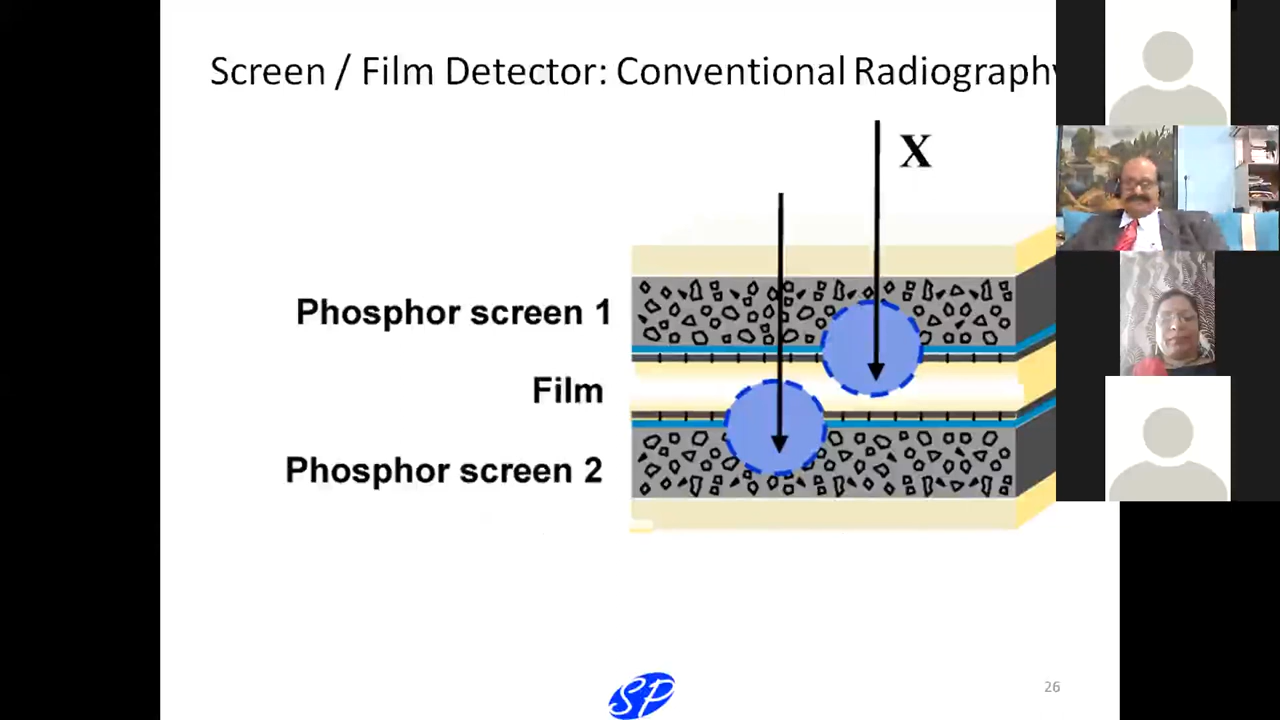 Screen / Film Detector: Conventional Radiography
X
Phosphor screen 1
Film
Phosphor screen 2
SP
26